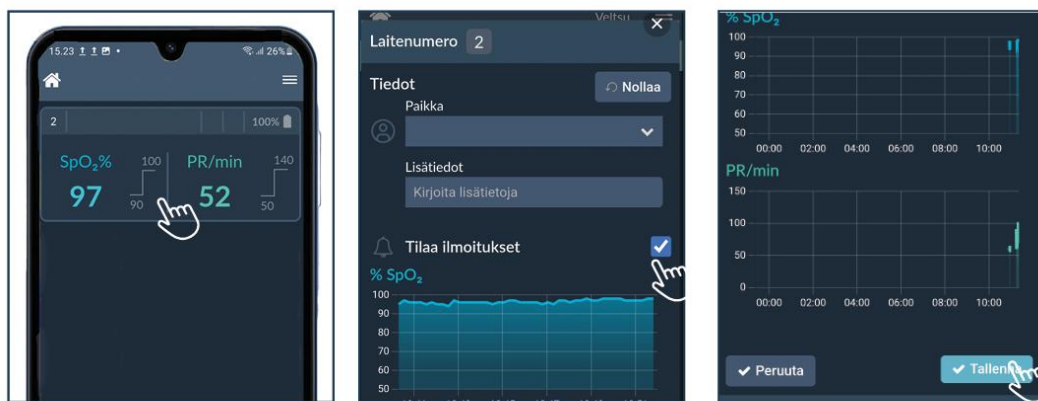 15.23
26%
2
100%
SpO₂%
100
PR/min
140
97
90
52
50
Veltsu
Laitenumero 2
Tiedot
Nollaa
Paikka
Lisätiedot
Kirjoita lisätietoja
Tilaa ilmoitukset
% SpO₂
100
90
80
70
60
50
% SpO₂
100
90
80
70
60
50
00:00 02:00 04:00 06:00 08:00 10:00
PR/min
150
100
50
0
00:00 02:00 04:00 06:00 08:00 10:00
Peruuta
Tallenna